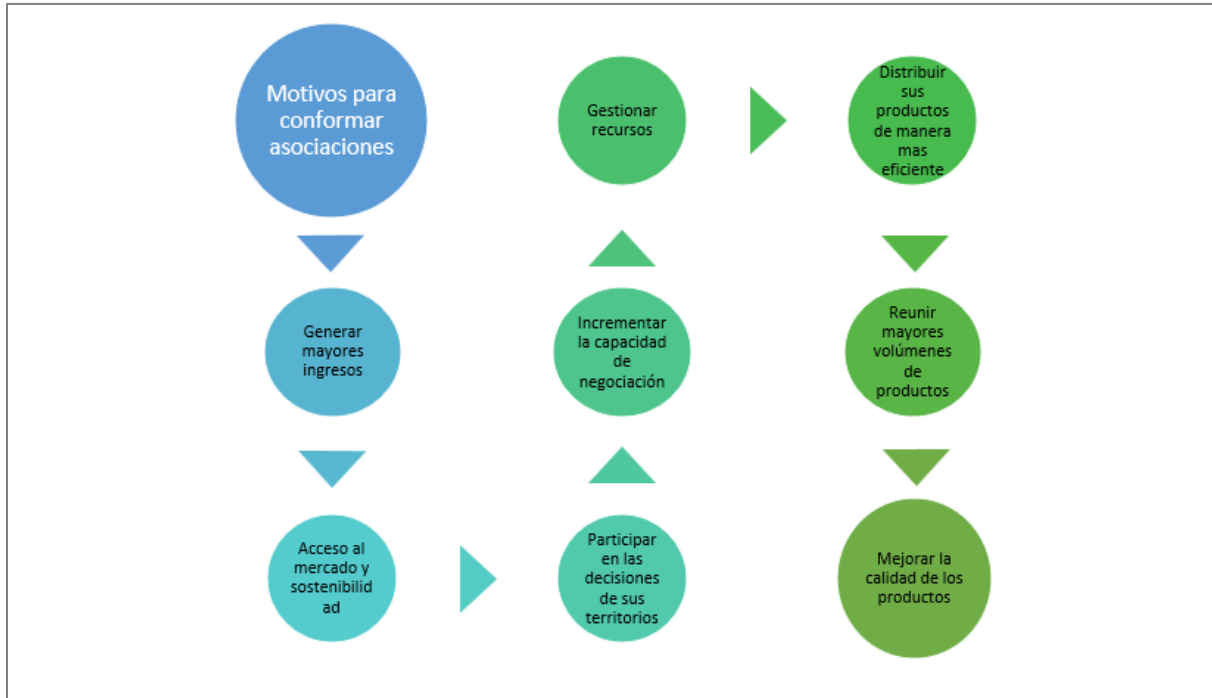 Motivos para
conformar
asociaciones
Generar
mayores
ingresos
Acceso al
mercado y
sostenibilid
ad
Participar
en las
decisiones
de sus
territorios
Incrementar
la capacidad
de
negociación
Gestionar
recursos
Distribuir
sus
productos
de manera
mas
eficiente
Reunir
mayores
volúmenes
de
productos
Mejorar la
calidad de los
productos